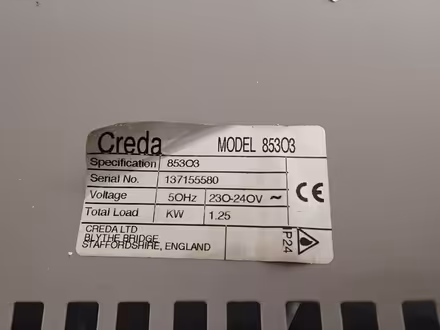 Creda MODEL 85303
Specification 85303
Serial No. 137155580
Voltage 50Hz 230-240V ~
Total Load KW 1.25
CREDA LTD
BLYTHE BRIDGE
STAFFORDSHIRE, ENGLAND
CE
IP24